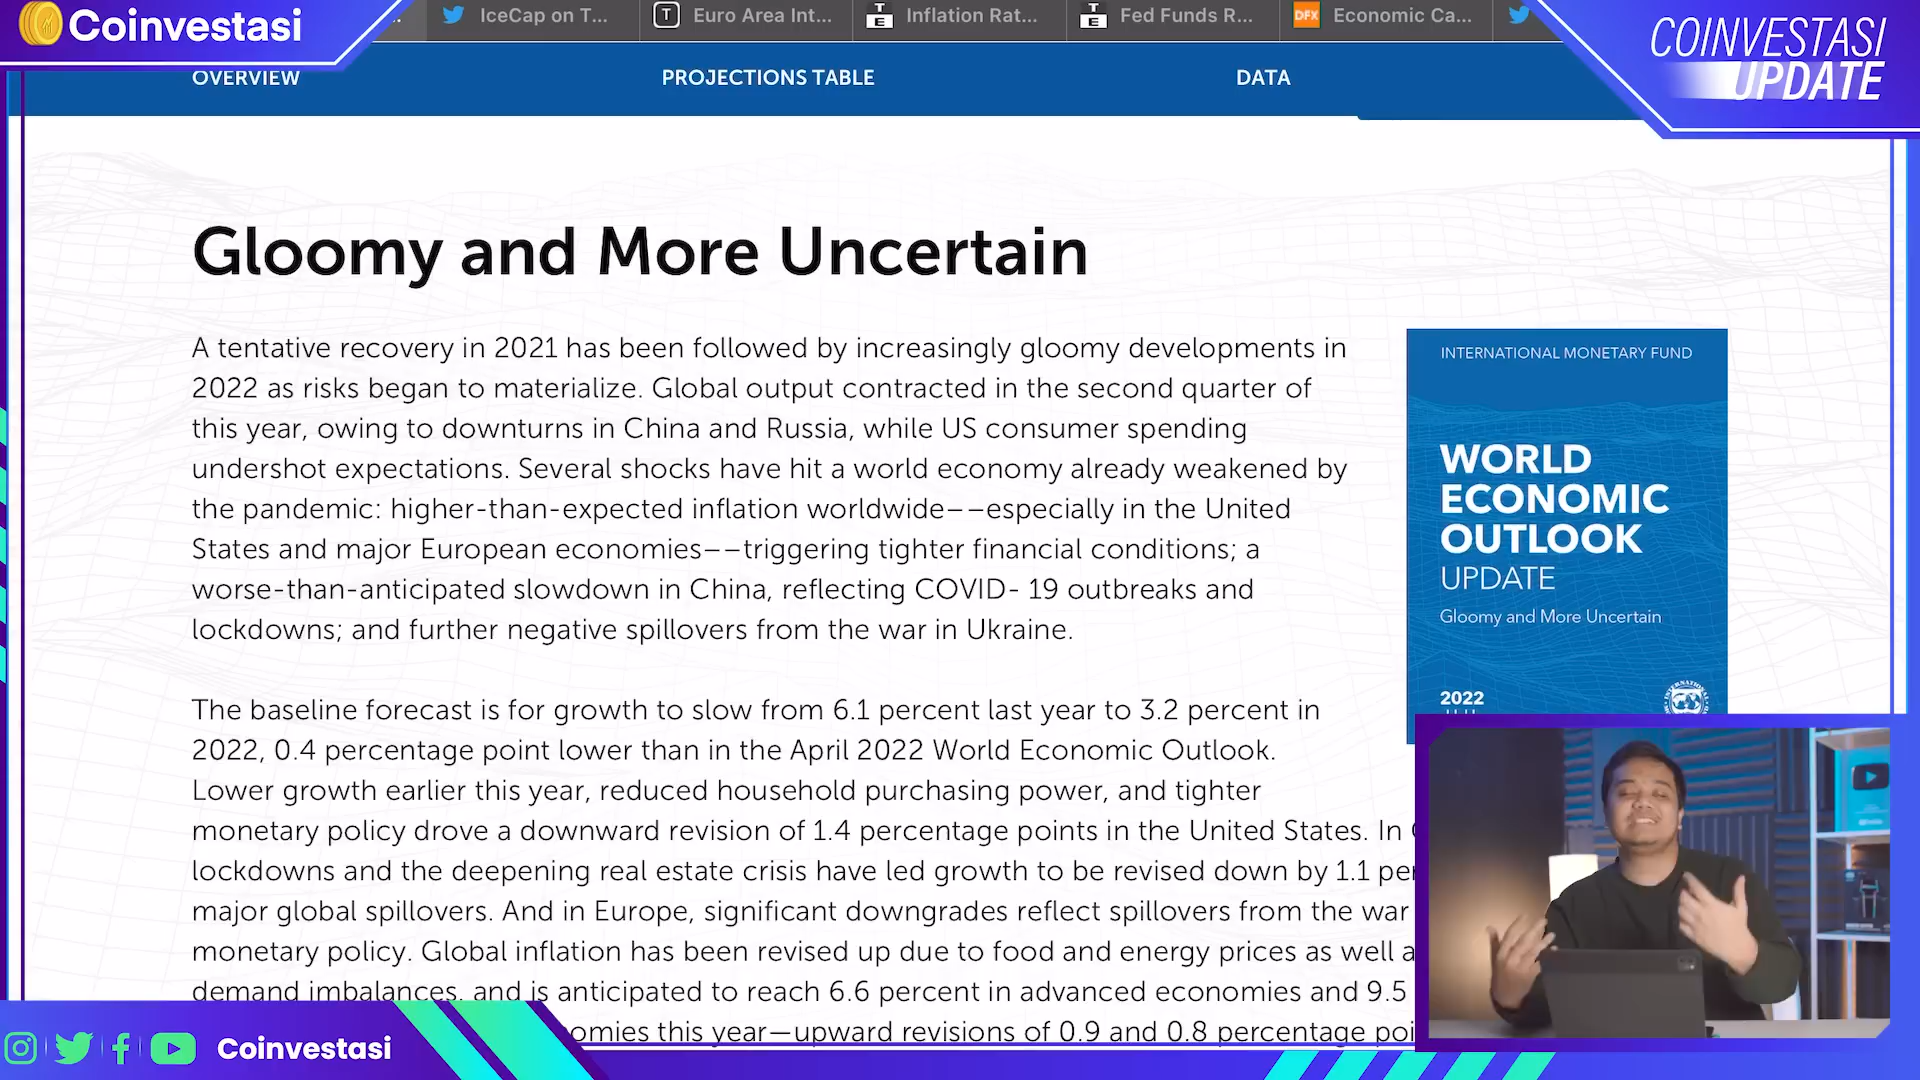 Coinvestasi
IceCap on T...
Euro Area Int...
Inflation Rat...
Fed Funds R...
DFX
Economic Ca...
COINVESTASI
UPDATE
OVERVIEW
PROJECTIONS TABLE
DATA
Gloomy and More Uncertain
A tentative recovery in 2021 has been followed by increasingly gloomy developments in
2022 as risks began to materialize. Global output contracted in the second quarter of
this year, owing to downturns in China and Russia, while US consumer spending
undershot expectations. Several shocks have hit a world economy already weakened by
the pandemic: higher-than-expected inflation worldwide––especially in the United
States and major European economies––triggering tighter financial conditions; a
worse-than-anticipated slowdown in China, reflecting COVID- 19 outbreaks and
lockdowns; and further negative spillovers from the war in Ukraine.
The baseline forecast is for growth to slow from 6.1 percent last year to 3.2 percent in
2022, 0.4 percentage point lower than in the April 2022 World Economic Outlook.
Lower growth earlier this year, reduced household purchasing power, and tighter
monetary policy drove a downward revision of 1.4 percentage points in the United States. In
lockdowns and the deepening real estate crisis have led growth to be revised down by 1.1 per
major global spillovers. And in Europe, significant downgrades reflect spillovers from the war
monetary policy. Global inflation has been revised up due to food and energy prices as well a
demand imbalances, and is anticipated to reach 6.6 percent in advanced economies and 9.5
omies this year—upward revisions of 0.9 and 0.8 percentage poi
INTERNATIONAL MONETARY FUND
WORLD
ECONOMIC
OUTLOOK
UPDATE
Gloomy and More Uncertain
2022
Coinvestasi